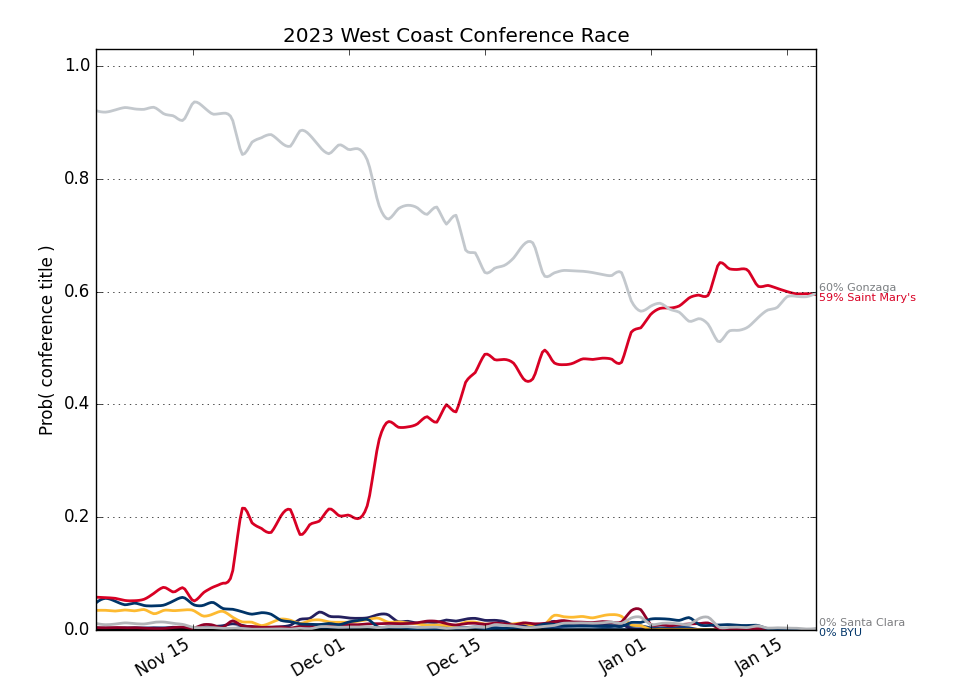 2023 West Coast Conference Race
1.0
0.8
0.6
0.4
0.2
0.0
Prob( conference title )
60% Gonzaga
59% Saint Mary's
0% Santa Clara
0% BYU
Nov 15
Dec 01
Dec 15
Jan 01
Jan 15